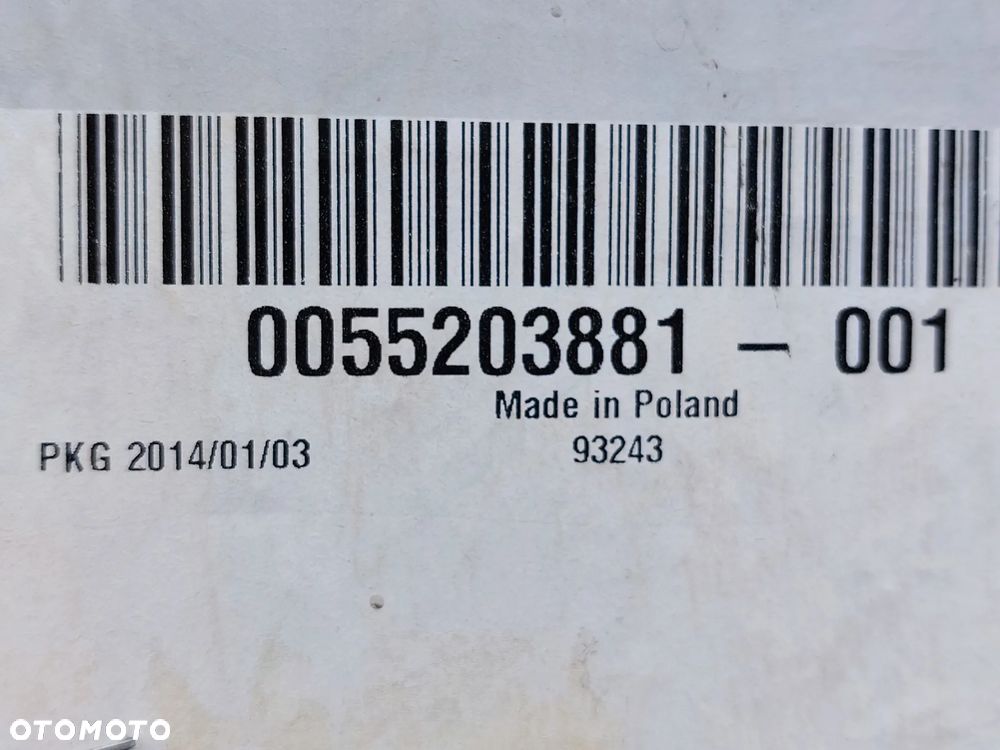 0055203881 – 001
Made in Poland
PKG 2014/01/03 93243
OTOMOTO